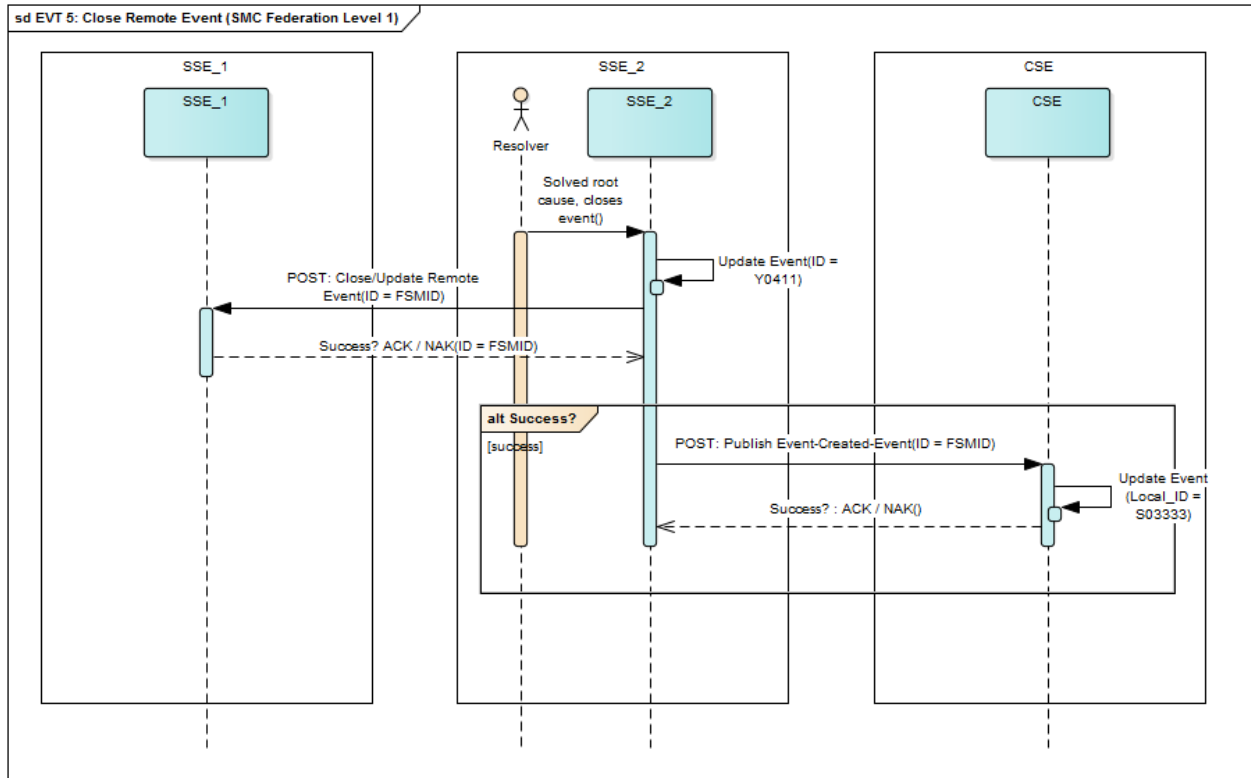 sd EVT 5: Close Remote Event (SMC Federation Level 1)
SSE_1
SSE_2
CSE
SSE_1
SSE_2
CSE
Resolver
Solved root
cause, closes
event()
Update Event(ID =
Y0411)
POST: Close/Update Remote
Event(ID = FSMID)
Success? ACK / NAK(ID = FSMID)
alt Success?
[success]
POST: Publish Event-Created-Event(ID = FSMID)
Update Event
(Local_ID =
S03333)
Success? : ACK / NAK()